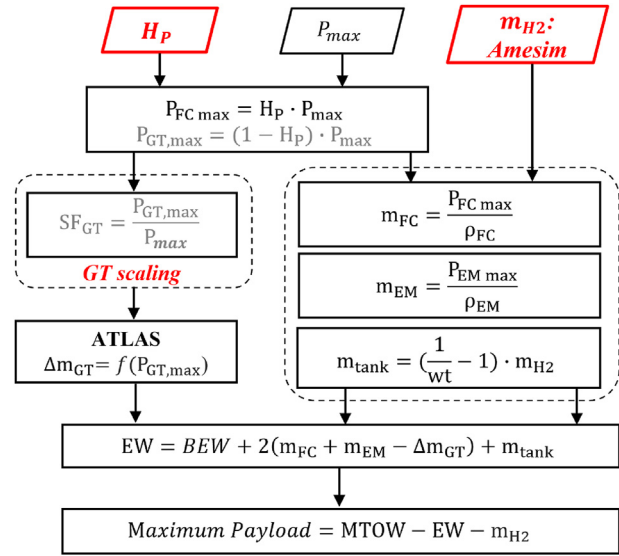 H_P
P_max
m_H2:
Amesim
P_FC max = H_P · P_max
P_GT,max = (1 − H_P) · P_max
SF_GT = P_GT,max / P_max
GT scaling
m_FC = P_FC max / ρ_FC
m_EM = P_EM max / ρ_EM
ATLAS
Δm_GT = f(P_GT,max)
m_tank = (1/wt − 1) · m_H2
EW = BEW + 2(m_FC + m_EM − Δm_GT) + m_tank
Maximum Payload = MTOW − EW − m_H2